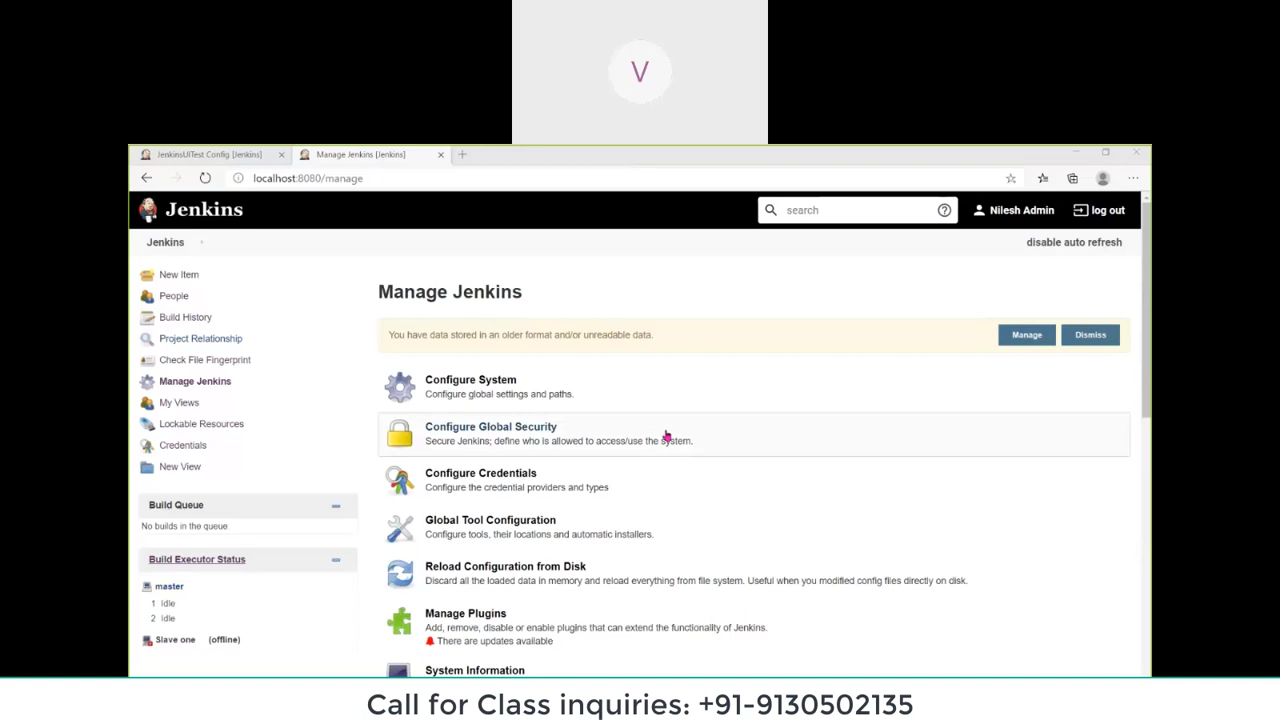 V
JenkinsUITest Config [Jenkins]
Manage Jenkins [Jenkins]
localhost:8080/manage
Jenkins
search
Nilesh Admin
log out
Jenkins
disable auto refresh
New Item
People
Build History
Project Relationship
Check File Fingerprint
Manage Jenkins
My Views
Lockable Resources
Credentials
New View
Build Queue
No builds in the queue
Build Executor Status
master
1 Idle
2 Idle
Slave one (offline)
Manage Jenkins
You have data stored in an older format and/or unreadable data.
Manage
Dismiss
Configure System
Configure global settings and paths.
Configure Global Security
Secure Jenkins; define who is allowed to access/use the system.
Configure Credentials
Configure the credential providers and types
Global Tool Configuration
Configure tools, their locations and automatic installers.
Reload Configuration from Disk
Discard all the loaded data in memory and reload everything from file system. Useful when you modified config files directly on disk.
Manage Plugins
Add, remove, disable or enable plugins that can extend the functionality of Jenkins.
There are updates available
System Information
Call for Class inquiries: +91-9130502135